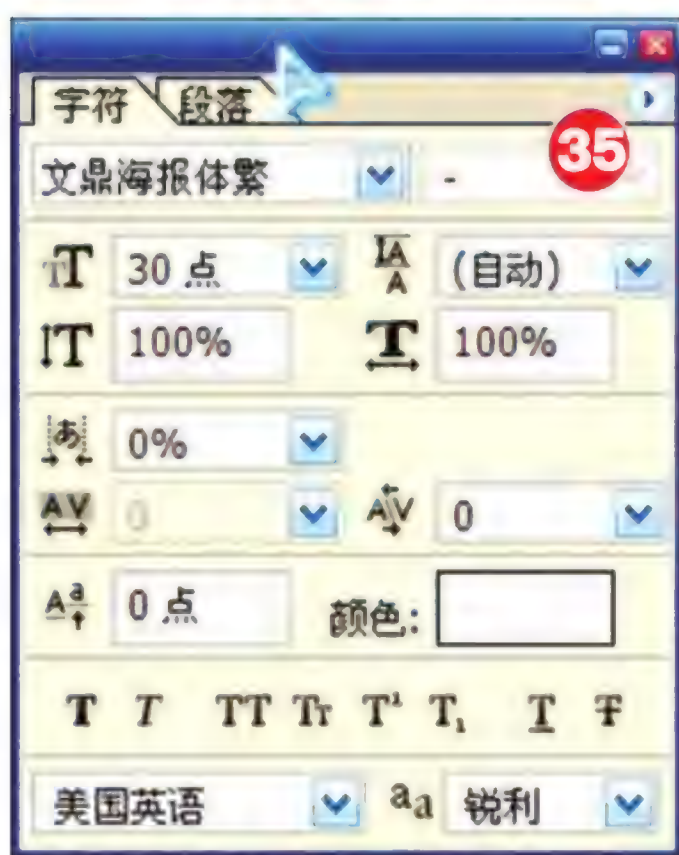 字符 段落
35
文鼎海报体繁 -
30 点 (自动)
100% 100%
0%
0 0
0 点 颜色:
T T TT Tт T¹ T₁ T T
美国英语 aa 锐利